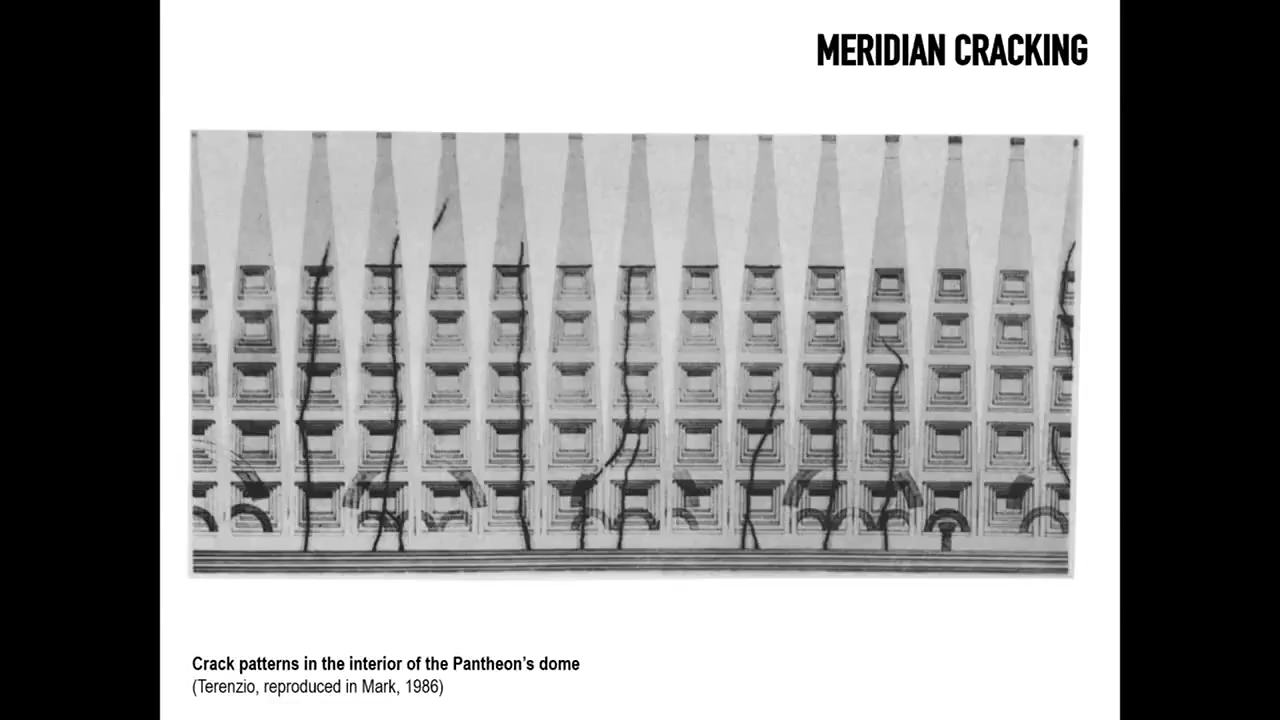 MERIDIAN CRACKING
Crack patterns in the interior of the Pantheon's dome
(Terenzio, reproduced in Mark, 1986)